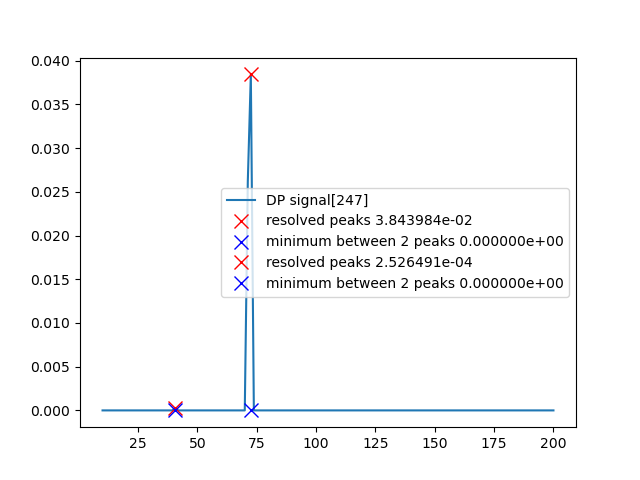 0.040
0.035
0.030
0.025
0.020
0.015
0.010
0.005
0.000
DP signal[247]
resolved peaks 3.843984e-02
minimum between 2 peaks 0.000000e+00
resolved peaks 2.526491e-04
minimum between 2 peaks 0.000000e+00
25 50 75 100 125 150 175 200